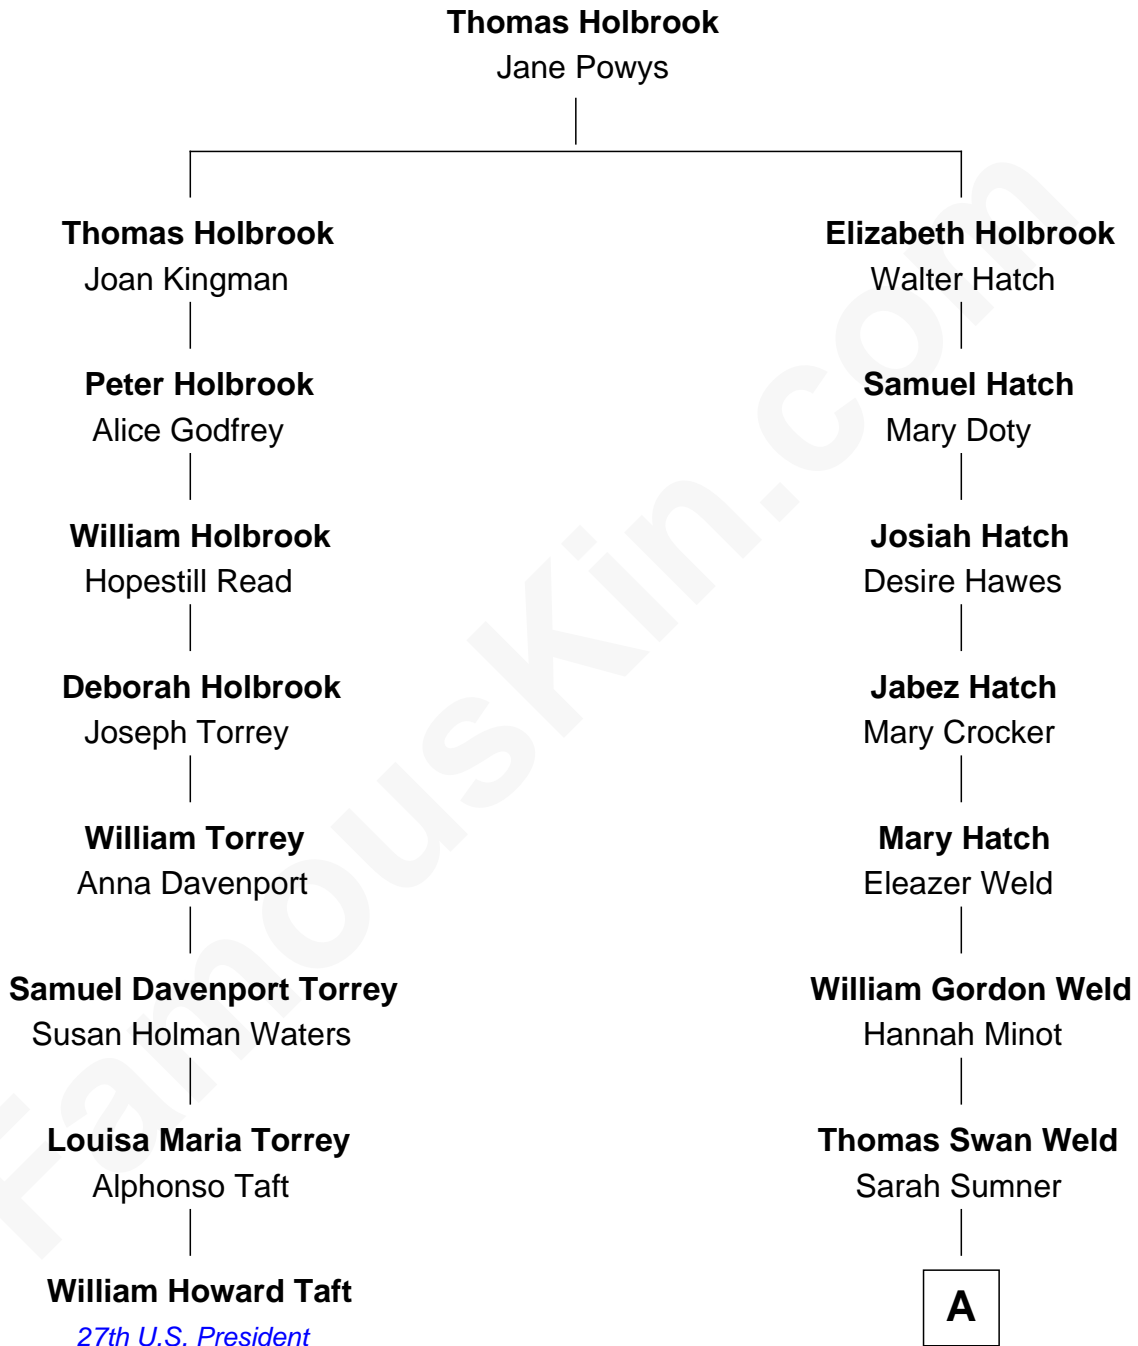 Thomas Holbrook
Jane Powys
Thomas Holbrook
Joan Kingman
Elizabeth Holbrook
Walter Hatch
Peter Holbrook
Alice Godfrey
Samuel Hatch
Mary Doty
William Holbrook
Hopestill Read
Josiah Hatch
Desire Hawes
Deborah Holbrook
Joseph Torrey
Jabez Hatch
Mary Crocker
William Torrey
Anna Davenport
Mary Hatch
Eleazer Weld
Samuel Davenport Torrey
Susan Holman Waters
William Gordon Weld
Hannah Minot
Louisa Maria Torrey
Alphonso Taft
Thomas Swan Weld
Sarah Sumner
William Howard Taft
27th U.S. President
A
FamousKin.com